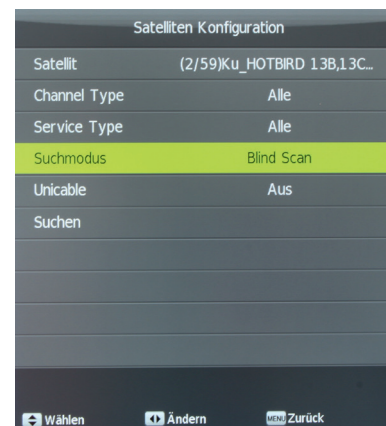 Satelliten Konfiguration
Satellit (2/59)Ku_HOTBIRD 13B,13C...
Channel Type Alle
Service Type Alle
Suchmodus Blind Scan
Unicable Aus
Suchen
Wählen Ändern MENU Zurück